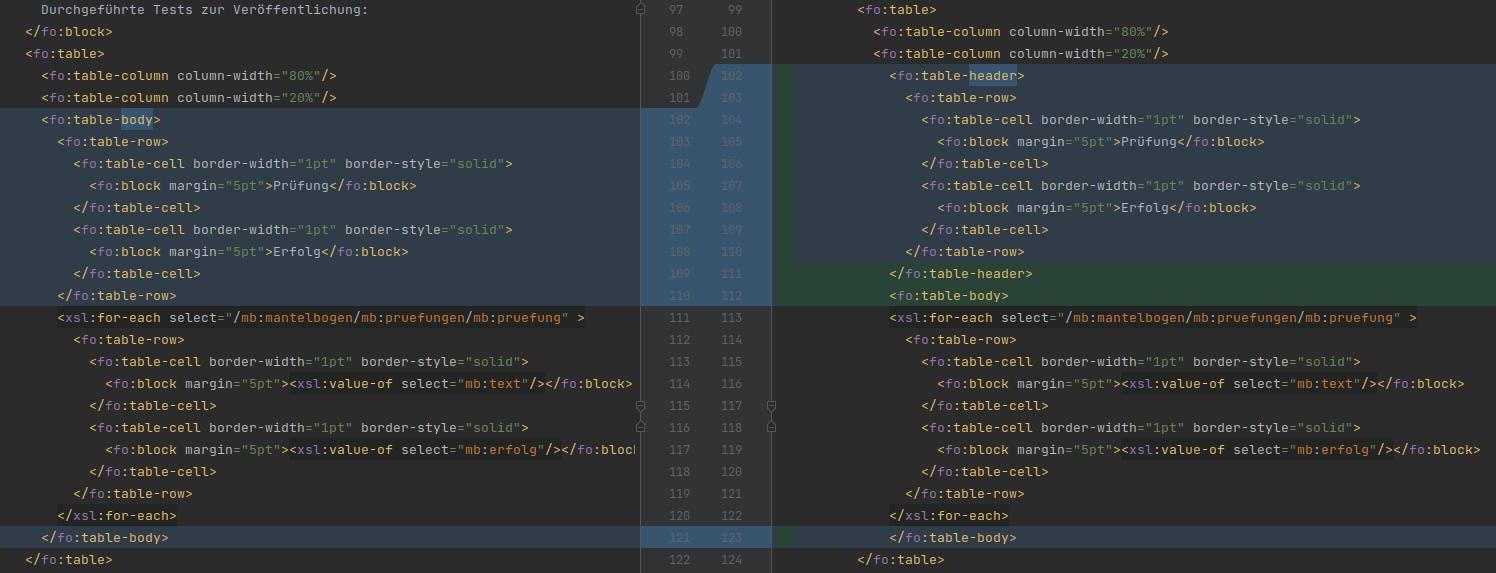 Durchgeführte Tests zur Veröffentlichung:
</fo:block>
<fo:table>
<fo:table-column column-width="80%"/>
<fo:table-column column-width="20%"/>
<fo:table-body>
<fo:table-row>
<fo:table-cell border-width="1pt" border-style="solid">
<fo:block margin="5pt">Prüfung</fo:block>
</fo:table-cell>
<fo:table-cell border-width="1pt" border-style="solid">
<fo:block margin="5pt">Erfolg</fo:block>
</fo:table-cell>
</fo:table-row>
<xsl:for-each select="/mb:mantelbogen/mb:pruefungen/mb:pruefung" >
<fo:table-row>
<fo:table-cell border-width="1pt" border-style="solid">
<fo:block margin="5pt"><xsl:value-of select="mb:text"/></fo:block>
</fo:table-cell>
<fo:table-cell border-width="1pt" border-style="solid">
<fo:block margin="5pt"><xsl:value-of select="mb:erfolg"/></fo:bloc
</fo:table-cell>
</fo:table-row>
</xsl:for-each>
</fo:table-body>
</fo:table>
97 99
98 100
99 101
100 102
101 103
102 104
103 105
104 106
105 107
106 108
107 109
108 110
109 111
110 112
111 113
112 114
113 115
114 116
115 117
116 118
117 119
118 120
119 121
120 122
121 123
122 124
<fo:table>
<fo:table-column column-width="80%"/>
<fo:table-column column-width="20%"/>
<fo:table-header>
<fo:table-row>
<fo:table-cell border-width="1pt" border-style="solid">
<fo:block margin="5pt">Prüfung</fo:block>
</fo:table-cell>
<fo:table-cell border-width="1pt" border-style="solid">
<fo:block margin="5pt">Erfolg</fo:block>
</fo:table-cell>
</fo:table-row>
</fo:table-header>
<fo:table-body>
<xsl:for-each select="/mb:mantelbogen/mb:pruefungen/mb:pruefung" >
<fo:table-row>
<fo:table-cell border-width="1pt" border-style="solid">
<fo:block margin="5pt"><xsl:value-of select="mb:text"/></fo:block>
</fo:table-cell>
<fo:table-cell border-width="1pt" border-style="solid">
<fo:block margin="5pt"><xsl:value-of select="mb:erfolg"/></fo:block>
</fo:table-cell>
</fo:table-row>
</xsl:for-each>
</fo:table-body>
</fo:table>